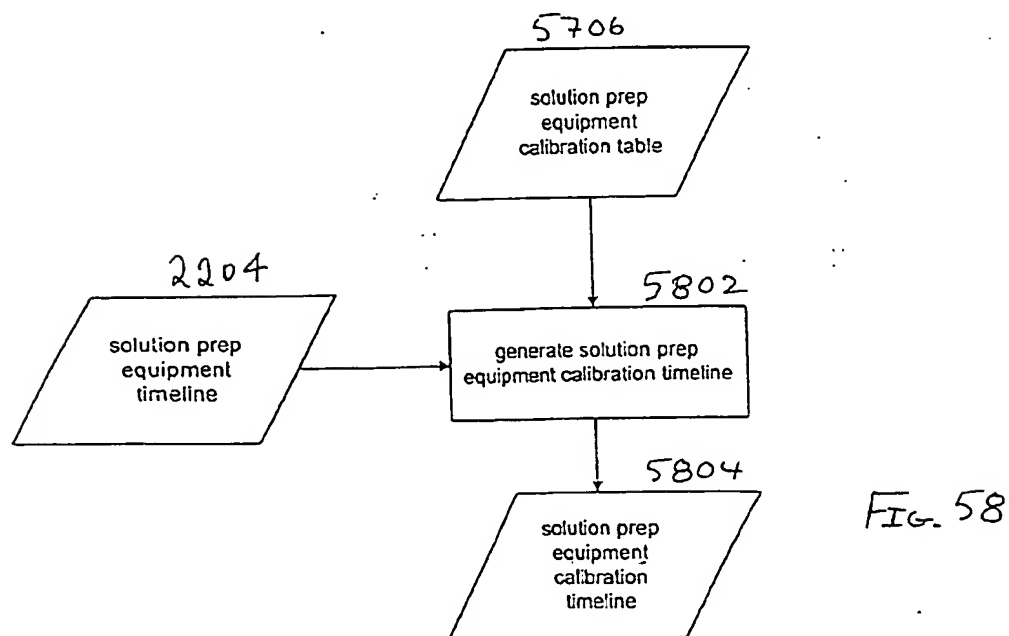 5706
solution prep
equipment
calibration table
2204
solution prep
equipment
timeline
5802
generate solution prep
equipment calibration timeline
5804
solution prep
equipment
calibration
timeline
FIG. 58